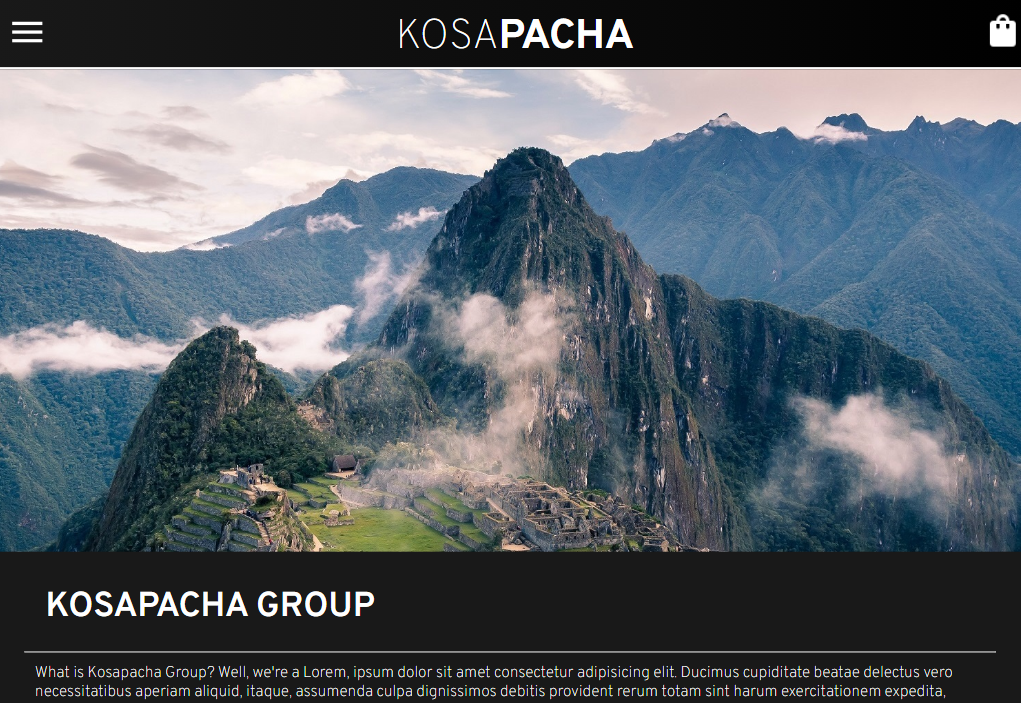 KOSAPACHA
KOSAPACHA GROUP
What is Kosapacha Group? Well, we're a Lorem, ipsum dolor sit amet consectetur adipisicing elit. Ducimus cupiditate beatae delectus vero
necessitatibus aperiam aliquid, itaque, assumenda culpa dignissimos debitis provident rerum totam sint harum exercitationem expedita,